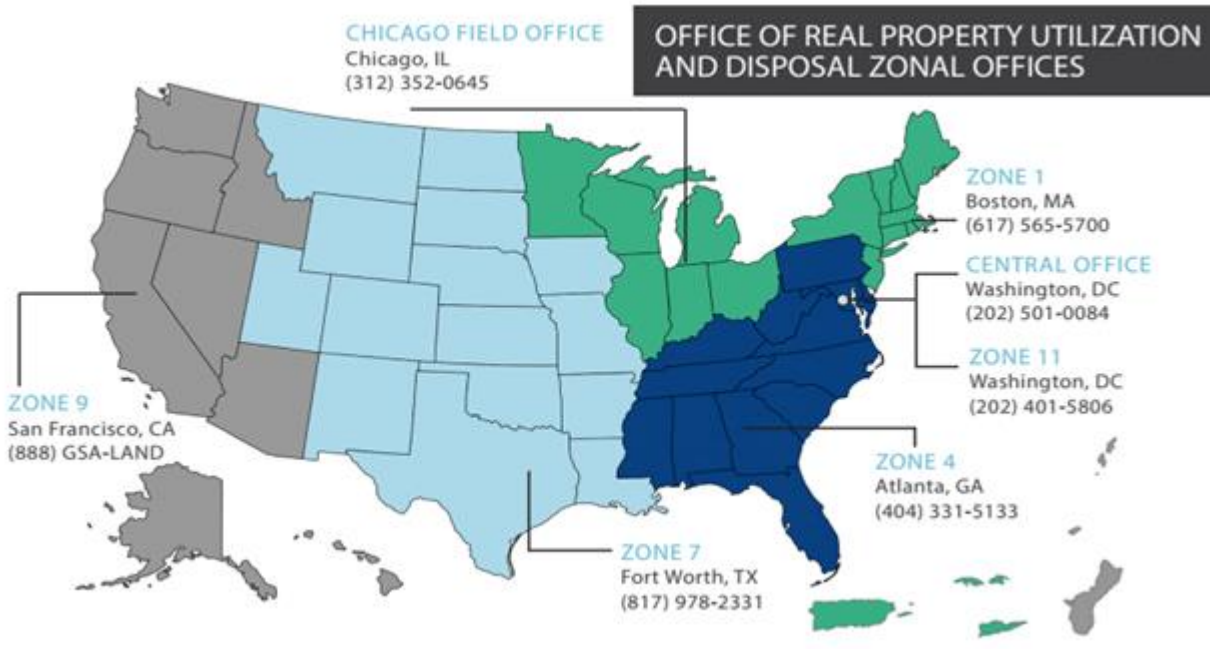 OFFICE OF REAL PROPERTY UTILIZATION
AND DISPOSAL ZONAL OFFICES
CHICAGO FIELD OFFICE
Chicago, IL
(312) 352-0645
ZONE 1
Boston, MA
(617) 565-5700
CENTRAL OFFICE
Washington, DC
(202) 501-0084
ZONE 11
Washington, DC
(202) 401-5806
ZONE 9
San Francisco, CA
(888) GSA-LAND
ZONE 4
Atlanta, GA
(404) 331-5133
ZONE 7
Fort Worth, TX
(817) 978-2331